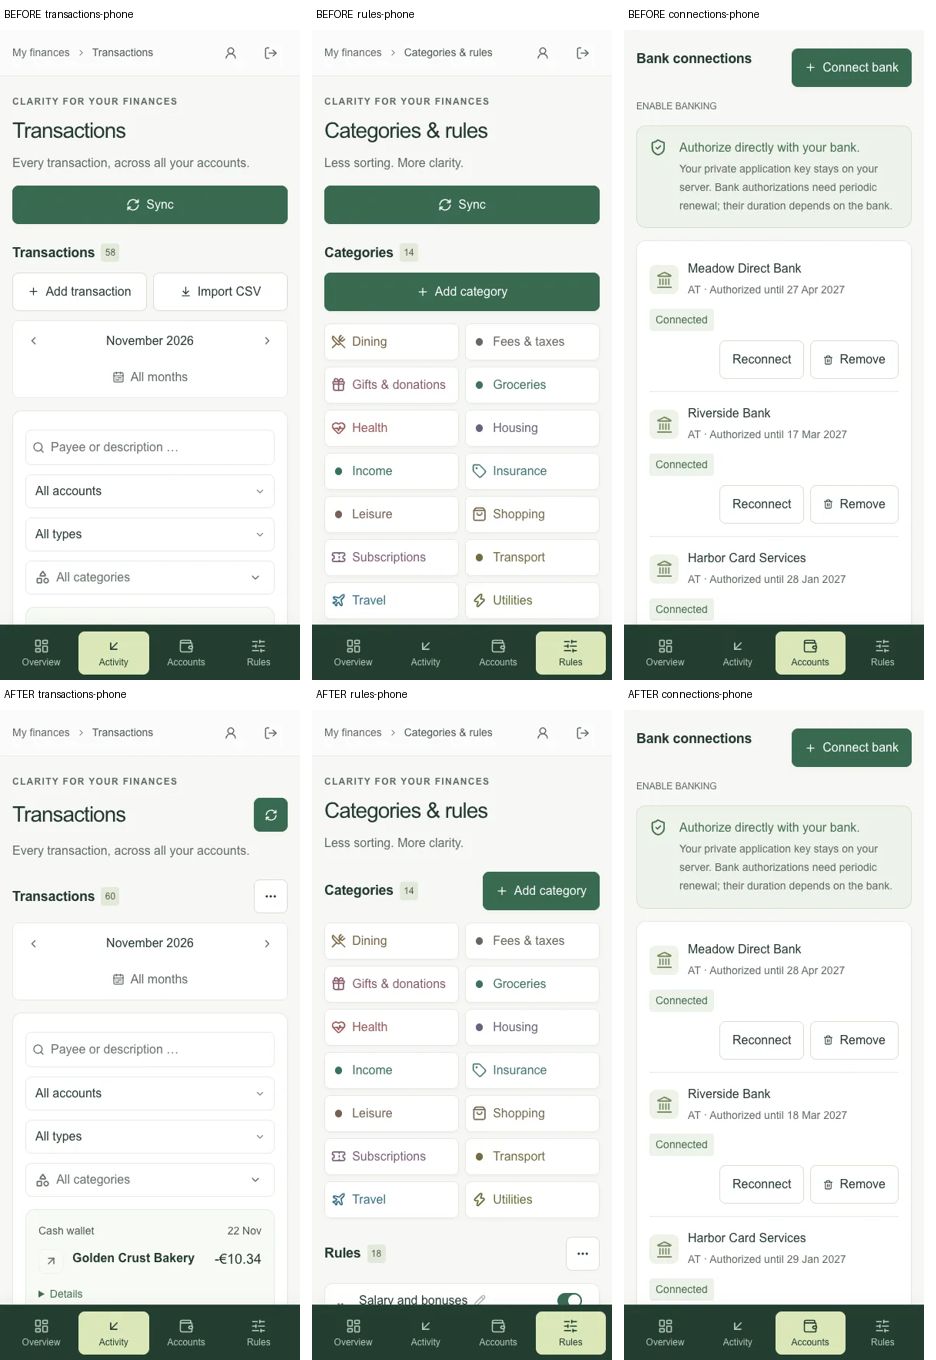 BEFORE transactions-phone
My finances > Transactions
CLARITY FOR YOUR FINANCES
Transactions
Every transaction, across all your accounts.
Sync
Transactions 58
+ Add transaction
Import CSV
November 2026
All months
Payee or description ...
All accounts
All types
All categories
Overview
Activity
Accounts
Rules
BEFORE rules-phone
My finances > Categories & rules
CLARITY FOR YOUR FINANCES
Categories & rules
Less sorting. More clarity.
Sync
Categories 14
+ Add category
Dining
Fees & taxes
Gifts & donations
Groceries
Health
Housing
Income
Insurance
Leisure
Shopping
Subscriptions
Transport
Travel
Utilities
Overview
Activity
Accounts
Rules
BEFORE connections-phone
Bank connections
+ Connect bank
ENABLE BANKING
Authorize directly with your bank.
Your private application key stays on your
server. Bank authorizations need periodic
renewal; their duration depends on the bank.
Meadow Direct Bank
AT · Authorized until 27 Apr 2027
Connected
Reconnect
Remove
Riverside Bank
AT · Authorized until 17 Mar 2027
Connected
Reconnect
Remove
Harbor Card Services
AT · Authorized until 28 Jan 2027
Connected
Overview
Activity
Accounts
Rules
AFTER transactions-phone
My finances > Transactions
CLARITY FOR YOUR FINANCES
Transactions
Every transaction, across all your accounts.
Transactions 60
...
November 2026
All months
Payee or description ...
All accounts
All types
All categories
Cash wallet
22 Nov
Golden Crust Bakery
-€10.34
Details
Overview
Activity
Accounts
Rules
AFTER rules-phone
My finances > Categories & rules
CLARITY FOR YOUR FINANCES
Categories & rules
Less sorting. More clarity.
Categories 14
+ Add category
Dining
Fees & taxes
Gifts & donations
Groceries
Health
Housing
Income
Insurance
Leisure
Shopping
Subscriptions
Transport
Travel
Utilities
Rules 18
...
Salary and bonuses
Overview
Activity
Accounts
Rules
AFTER connections-phone
Bank connections
+ Connect bank
ENABLE BANKING
Authorize directly with your bank.
Your private application key stays on your
server. Bank authorizations need periodic
renewal; their duration depends on the bank.
Meadow Direct Bank
AT · Authorized until 28 Apr 2027
Connected
Reconnect
Remove
Riverside Bank
AT · Authorized until 18 Mar 2027
Connected
Reconnect
Remove
Harbor Card Services
AT · Authorized until 29 Jan 2027
Connected
Overview
Activity
Accounts
Rules